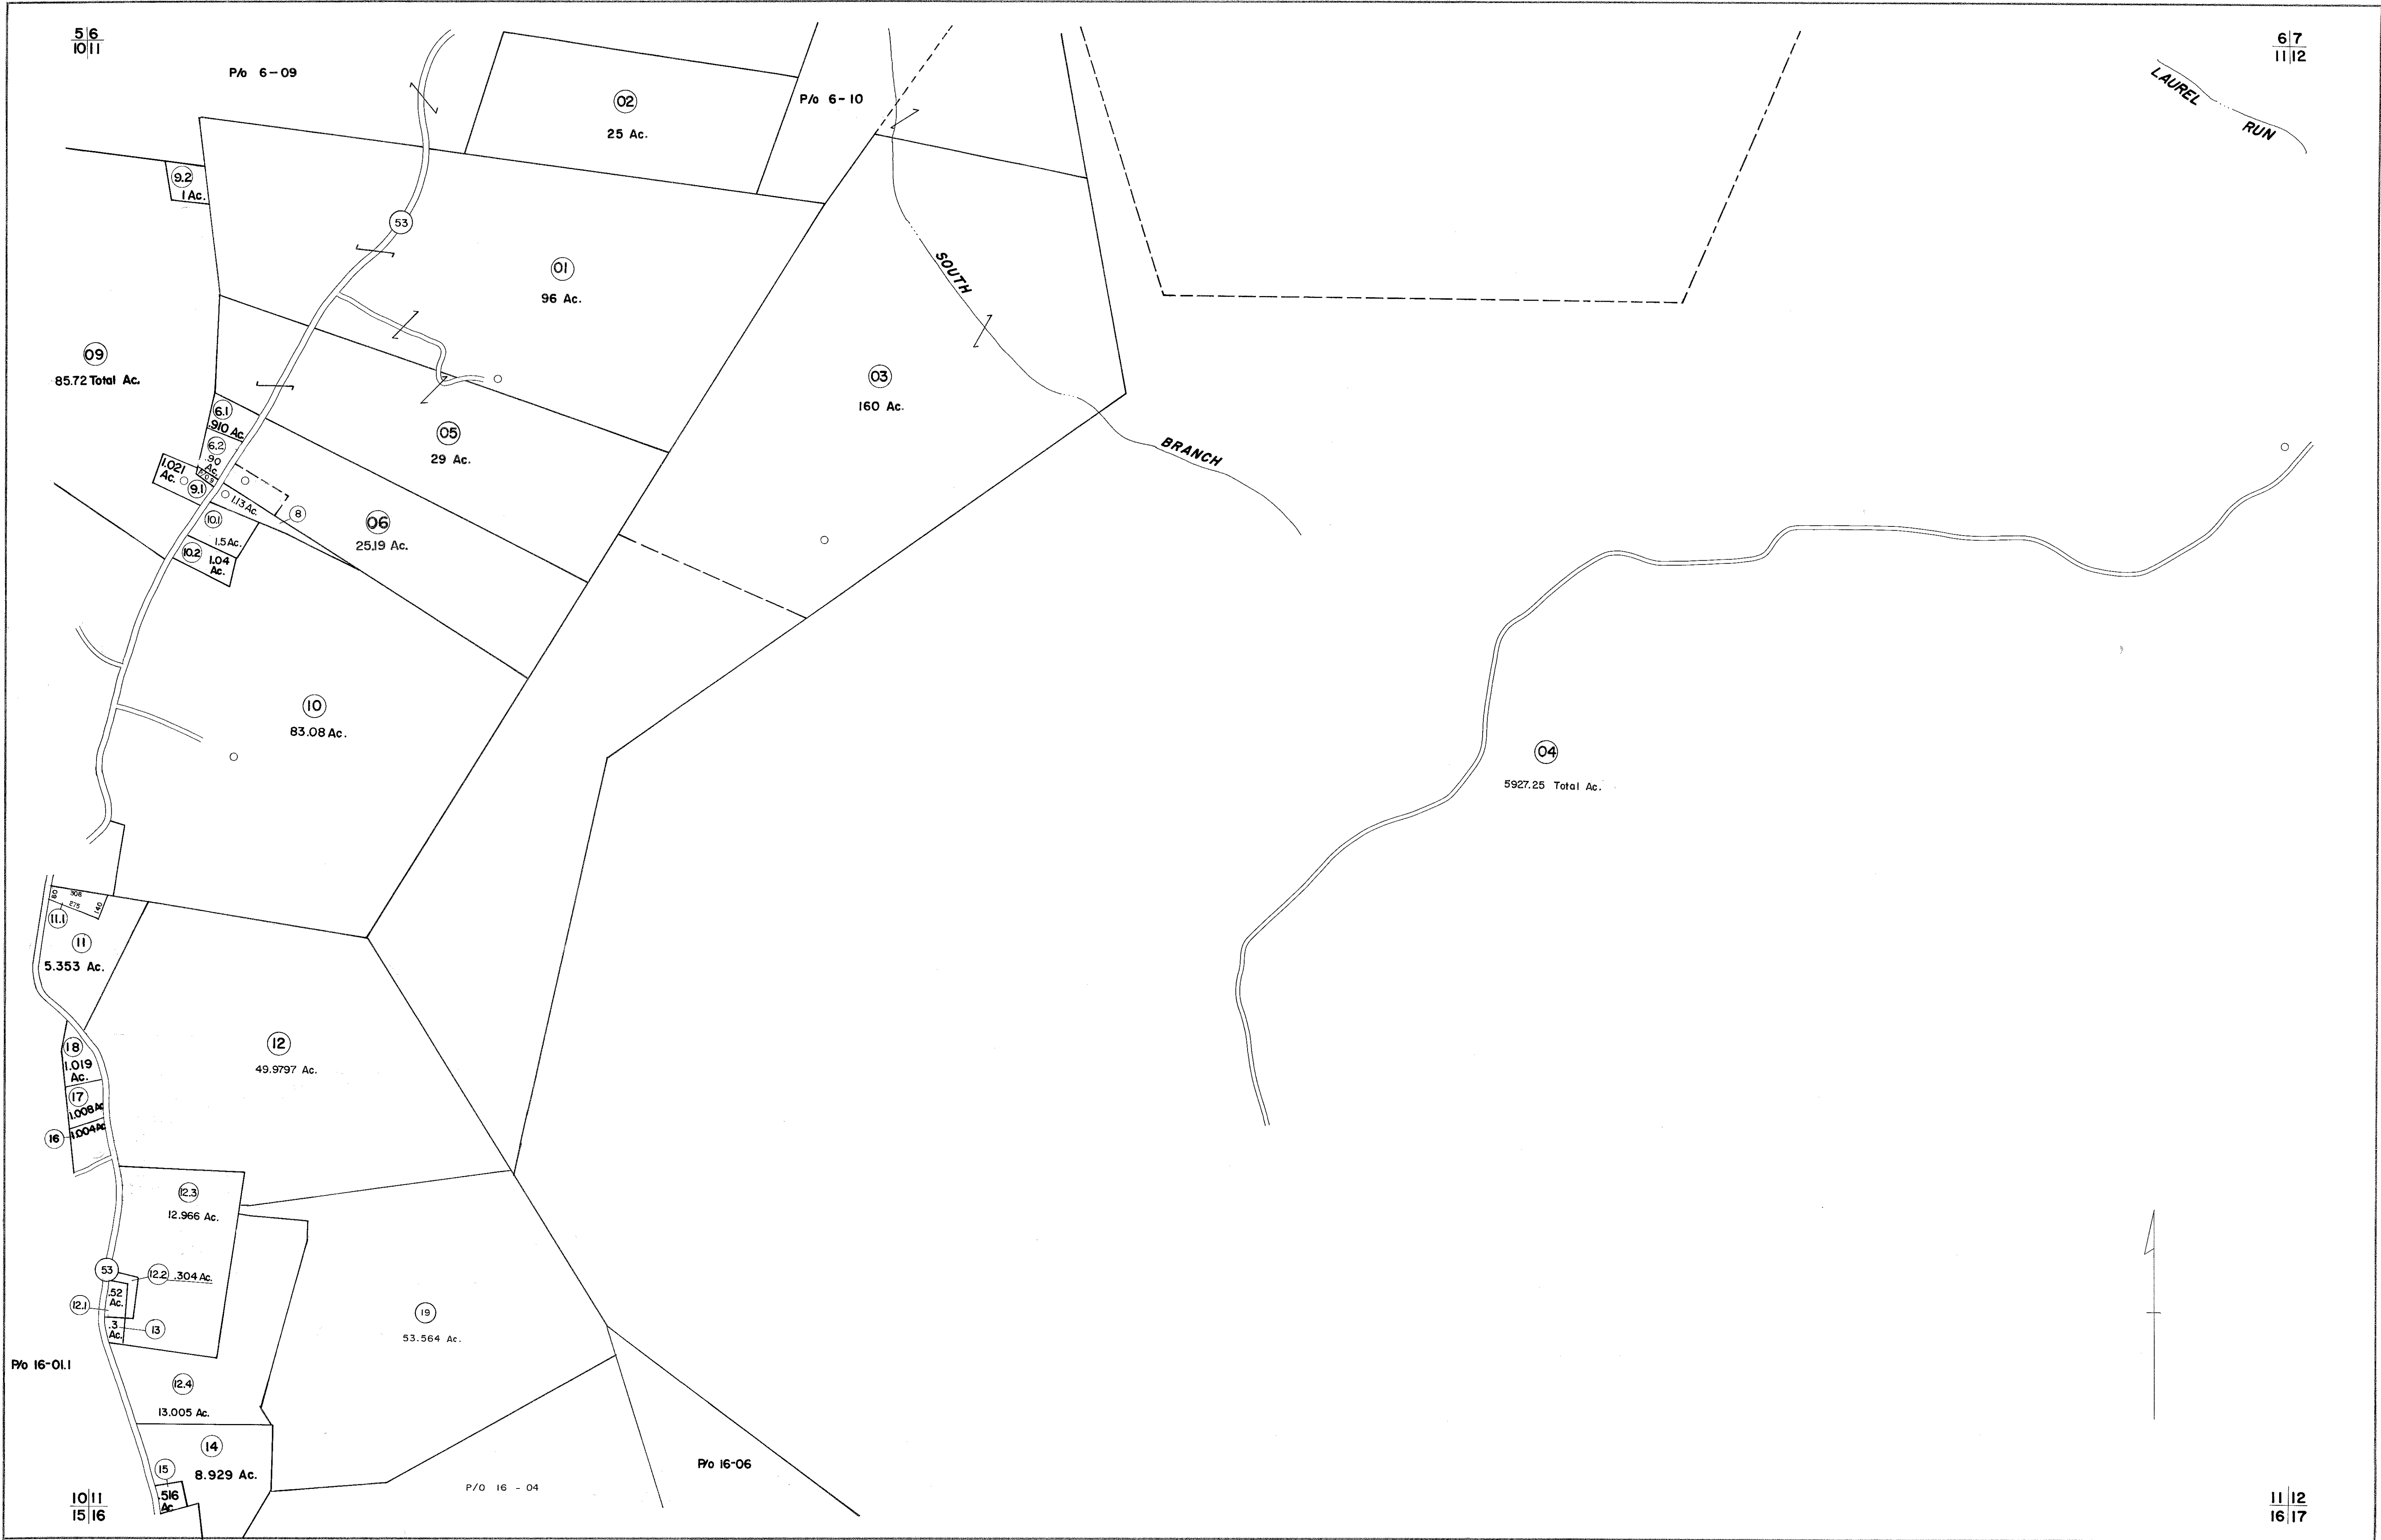 5|6
10|11
P/o 6-09
02
25 Ac.
P/o 6-10
6|7
11|12
LAUREL
RUN
9.2
1 Ac.
53
01
96 Ac.
SOUTH
BRANCH
09
85.72 Total Ac.
03
160 Ac.
6.1
.910 Ac.
6.2
.90
Ac.
05
29 Ac.
1.021
Ac.
9.1
1.13 Ac.
8
06
25.19 Ac.
10.1
1.5 Ac.
10.2
1.04
Ac.
10
83.08 Ac.
04
5927.25 Total Ac.
80
308
275
140
11.1
11
5.353 Ac.
12
49.9797 Ac.
18
1.019
Ac.
17
1.008 Ac
16
1.004 Ac
12.3
12.966 Ac.
53
12.2
.304 Ac.
.52
Ac.
12.1
.3
Ac.
13
19
53.564 Ac.
P/o 16-01.1
12.4
13.005 Ac.
14
8.929 Ac.
15
.516
Ac
P/O 16 - 04
P/o 16-06
10|11
15|16
11|12
16|17